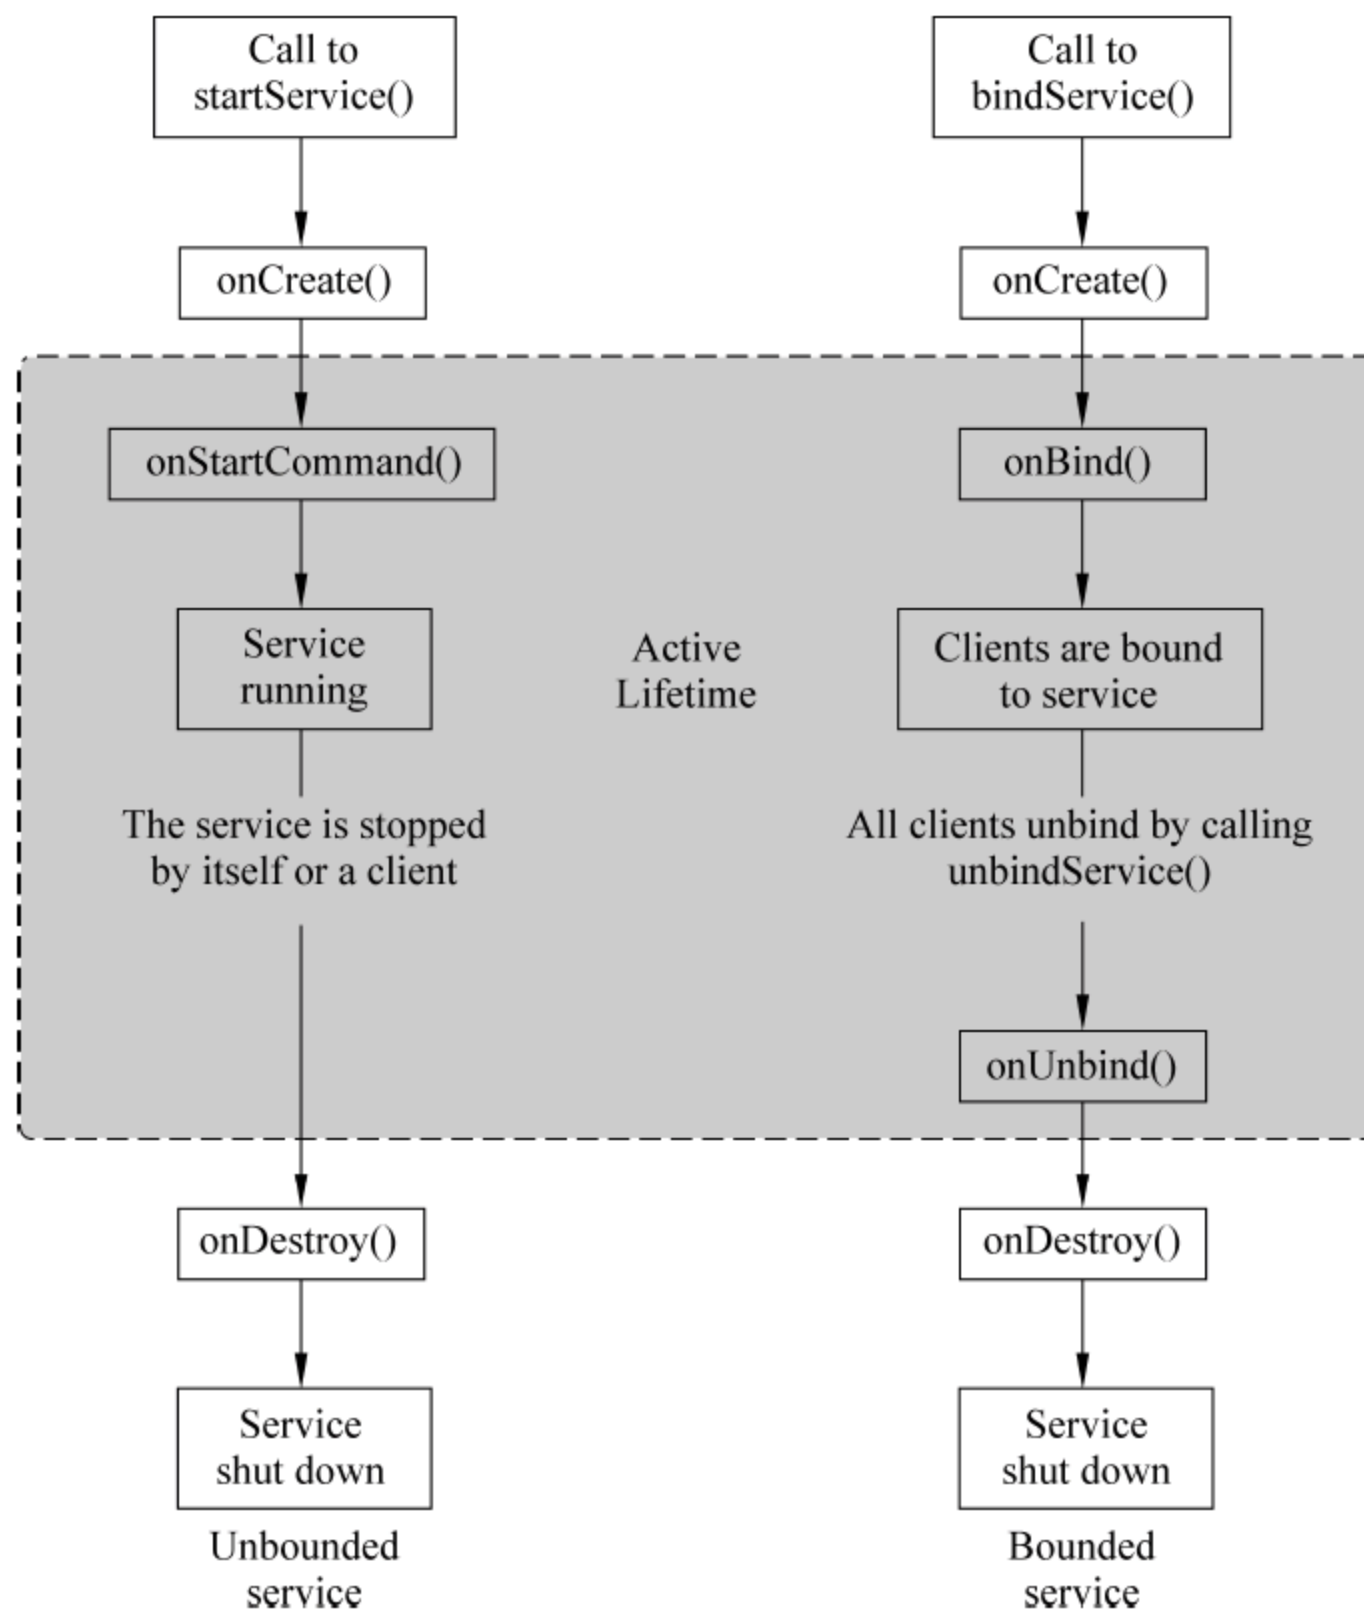 Call to
startService()
onCreate()
onStartCommand()
Service
running
The service is stopped
by itself or a client
onDestroy()
Service
shut down
Unbounded
service
Active
Lifetime
Call to
bindService()
onCreate()
onBind()
Clients are bound
to service
All clients unbind by calling
unbindService()
onUnbind()
onDestroy()
Service
shut down
Bounded
service